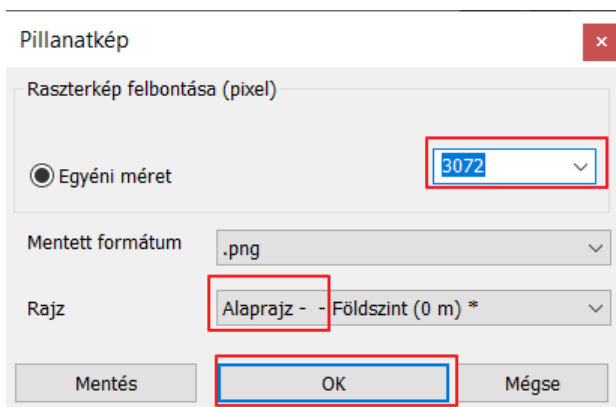 Pillanatkép
Raszterkép felbontása (pixel)
Egyéni méret
3072
Mentett formátum
.png
Rajz
Alaprajz - - Földszint (0 m) *
Mentés
OK
Mégse